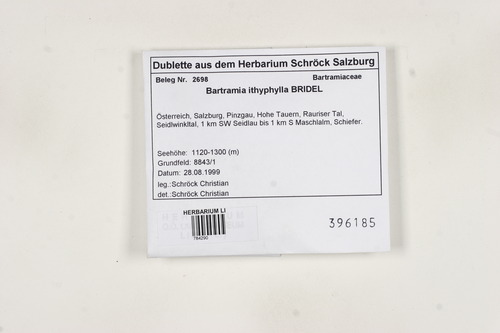 Dublette aus dem Herbarium Schröck Salzburg
Beleg Nr. 2698 Bartramiaceae
Bartramia ithyphylla BRIDEL
Österreich, Salzburg, Pinzgau, Hohe Tauern, Rauriser Tal,
Seidlwinkltal, 1 km SW Seidlau bis 1 km S Maschlalm, Schiefer.
Seehöhe: 1120-1300 (m)
Grundfeld: 8843/1
Datum: 28.08.1999
leg.:Schröck Christian
det.:Schröck Christian
HERBARIUM LI
784290
396185